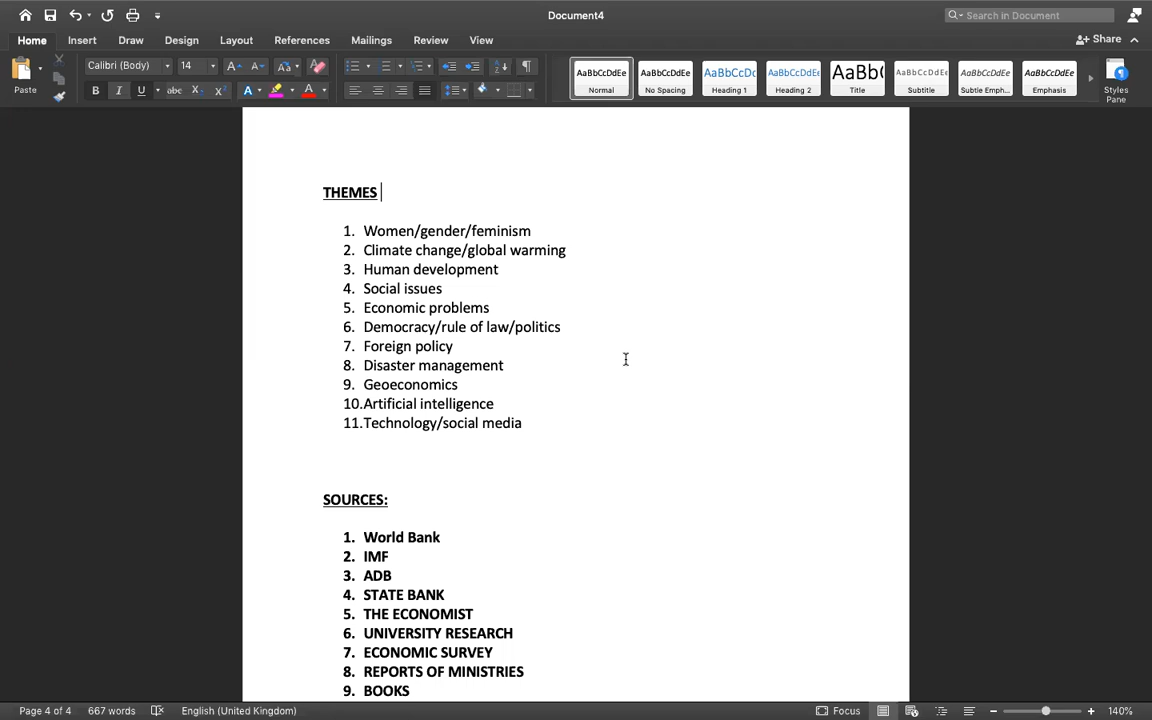 Document4
Search in Document
Home Insert Draw Design Layout References Mailings Review View
Share
Paste
Calibri (Body) 14
AaBbCcDdEe AaBbCcDdEe AaBbCcDc AaBbCcDdEe AaBb( AaBbCcDdEe AaBbCcDdEe AaBbCcDdEe
Normal No Spacing Heading 1 Heading 2 Title Subtitle Subtle Emph... Emphasis
Styles
Pane
THEMES
1. Women/gender/feminism
2. Climate change/global warming
3. Human development
4. Social issues
5. Economic problems
6. Democracy/rule of law/politics
7. Foreign policy
8. Disaster management
9. Geoeconomics
10.Artificial intelligence
11.Technology/social media
SOURCES:
1. World Bank
2. IMF
3. ADB
4. STATE BANK
5. THE ECONOMIST
6. UNIVERSITY RESEARCH
7. ECONOMIC SURVEY
8. REPORTS OF MINISTRIES
9. BOOKS
Page 4 of 4 667 words English (United Kingdom) Focus 140%